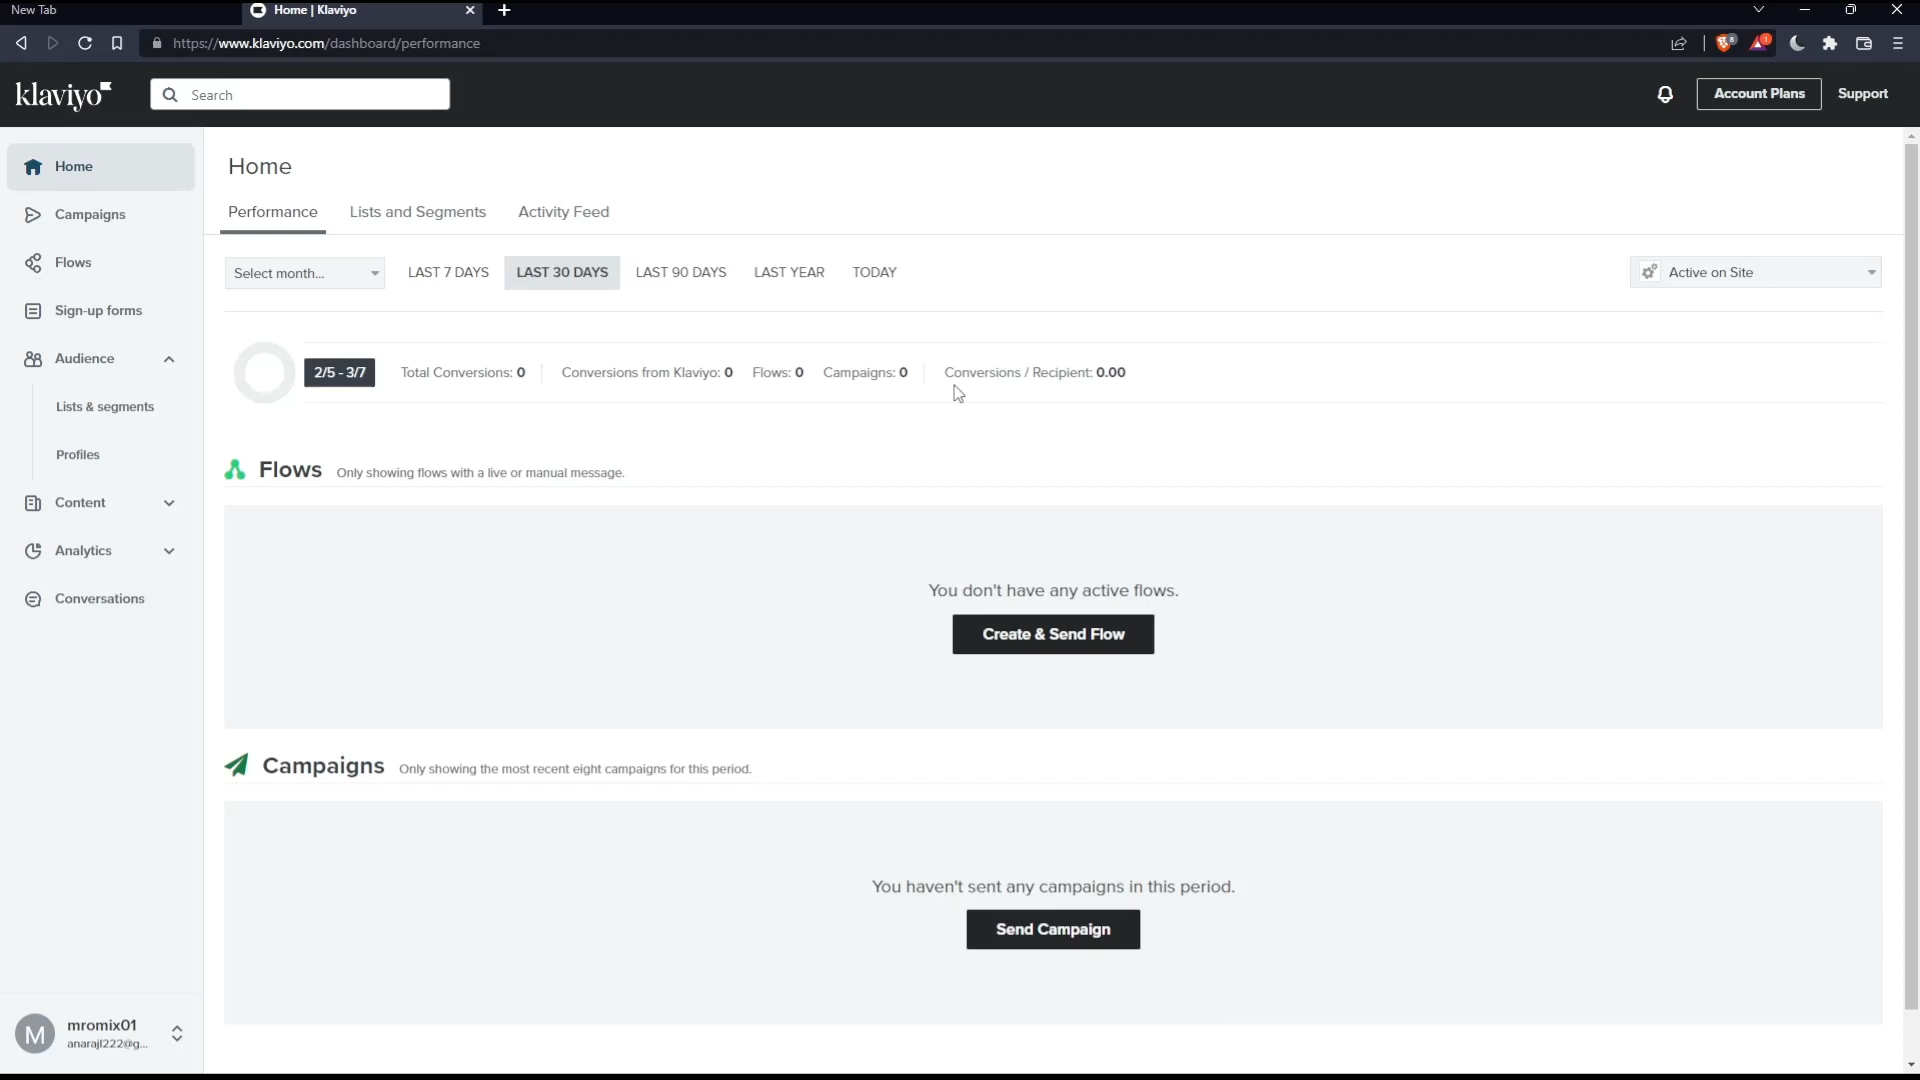 New Tab
Home | Klaviyo
https://www.klaviyo.com/dashboard/performance
8
1
klaviyo
Search
Account Plans
Support
Home
Campaigns
Flows
Sign-up forms
Audience
Lists & segments
Profiles
Content
Analytics
Conversations
M
mromix01
anarajl222@g...
Home
Performance
Lists and Segments
Activity Feed
Select month...
LAST 7 DAYS
LAST 30 DAYS
LAST 90 DAYS
LAST YEAR
TODAY
Active on Site
2/5 - 3/7
Total Conversions: 0
Conversions from Klaviyo: 0
Flows: 0
Campaigns: 0
Conversions / Recipient: 0.00
Flows
Only showing flows with a live or manual message.
You don't have any active flows.
Create & Send Flow
Campaigns
Only showing the most recent eight campaigns for this period.
You haven't sent any campaigns in this period.
Send Campaign